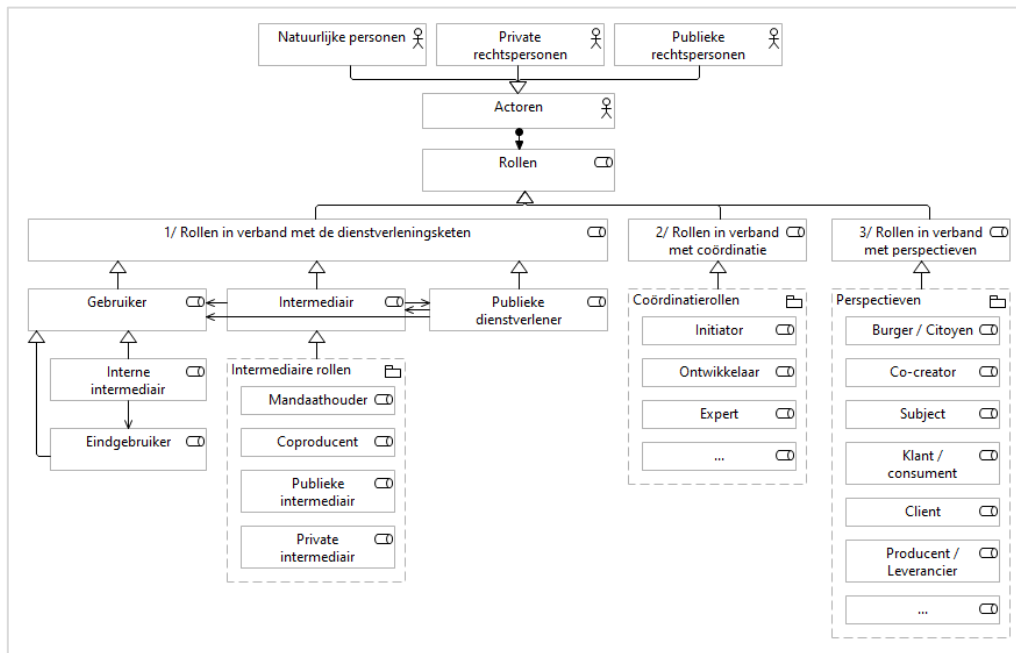 Natuurlijke personen
Private
rechtspersonen
Publieke
rechtspersonen
Actoren
Rollen
1/ Rollen in verband met de dienstverleningsketen
2/ Rollen in verband
met coördinatie
3/ Rollen in verband
met perspectieven
Gebruiker
Intermediair
Publieke
dienstverlener
Interne
intermediair
Eindgebruiker
Intermediaire rollen
Mandaathouder
Coproducent
Publieke
intermediair
Private
intermediair
Coördinatierollen
Initiator
Ontwikkelaar
Expert
...
Perspectieven
Burger / Citoyen
Co-creator
Subject
Klant /
consument
Client
Producent /
Leverancier
...